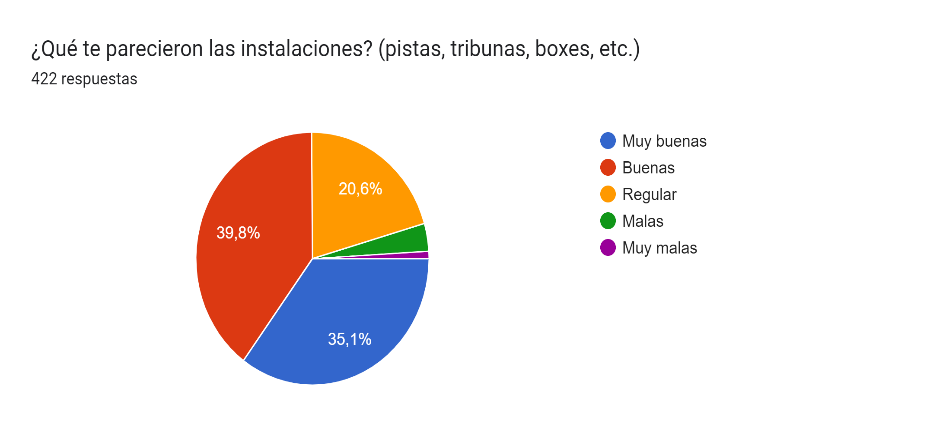 ¿Qué te parecieron las instalaciones? (pistas, tribunas, boxes, etc.)
422 respuestas
20,6%
39,8%
35,1%
Muy buenas
Buenas
Regular
Malas
Muy malas